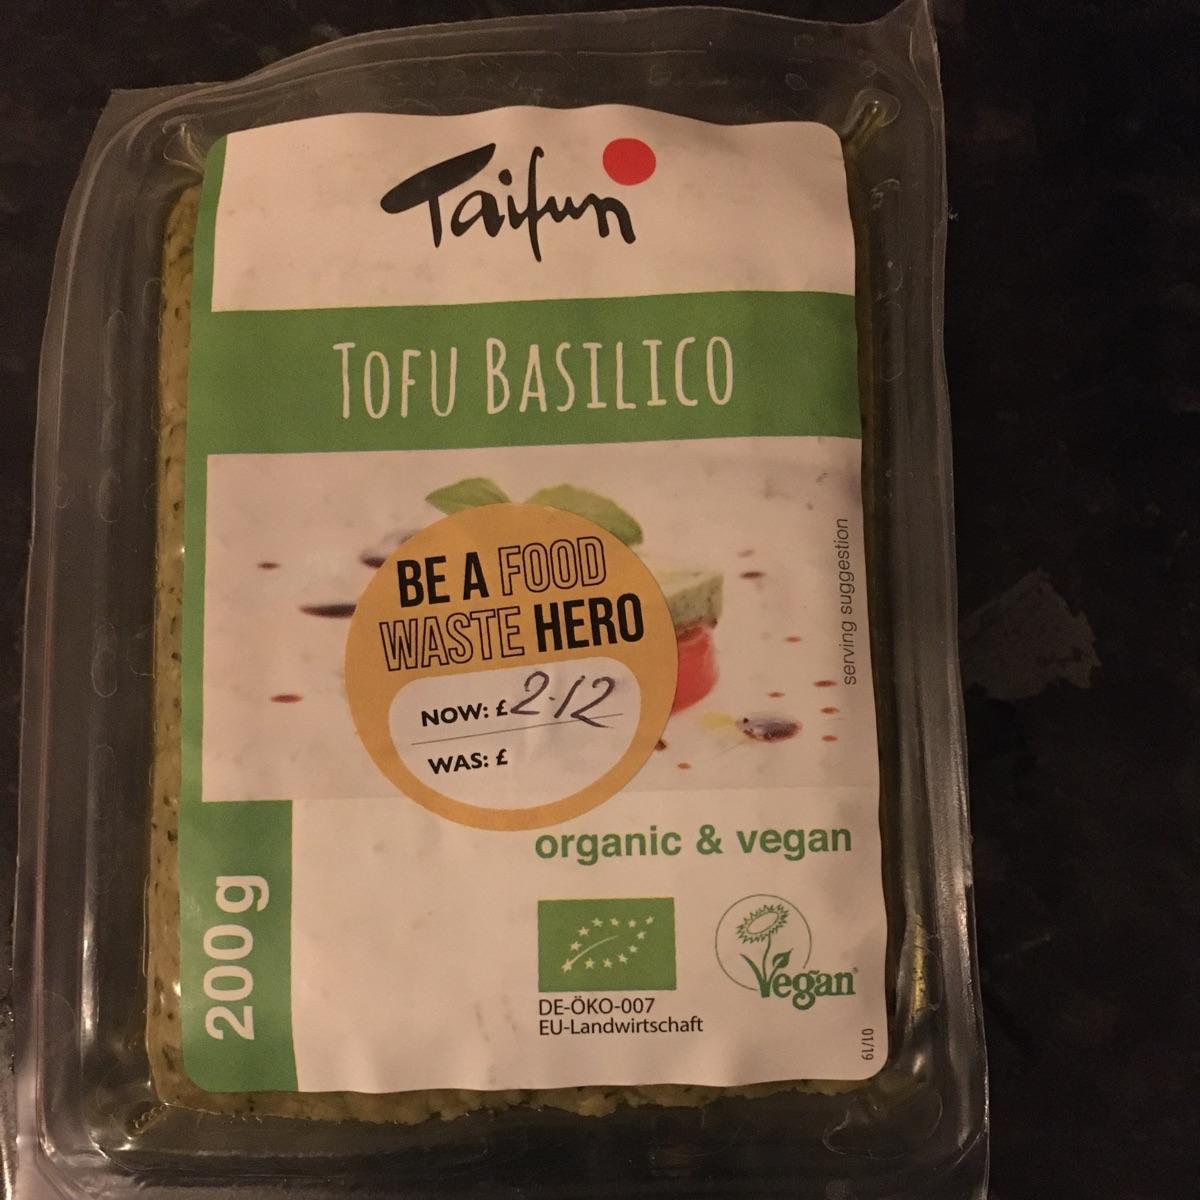 Taifun
TOFU BASILICO
BE A FOOD
WASTE HERO
NOW: £2.12
WAS: £
serving suggestion
organic & vegan
200g
DE-ÖKO-007
EU-Landwirtschaft
Vegan
01/19